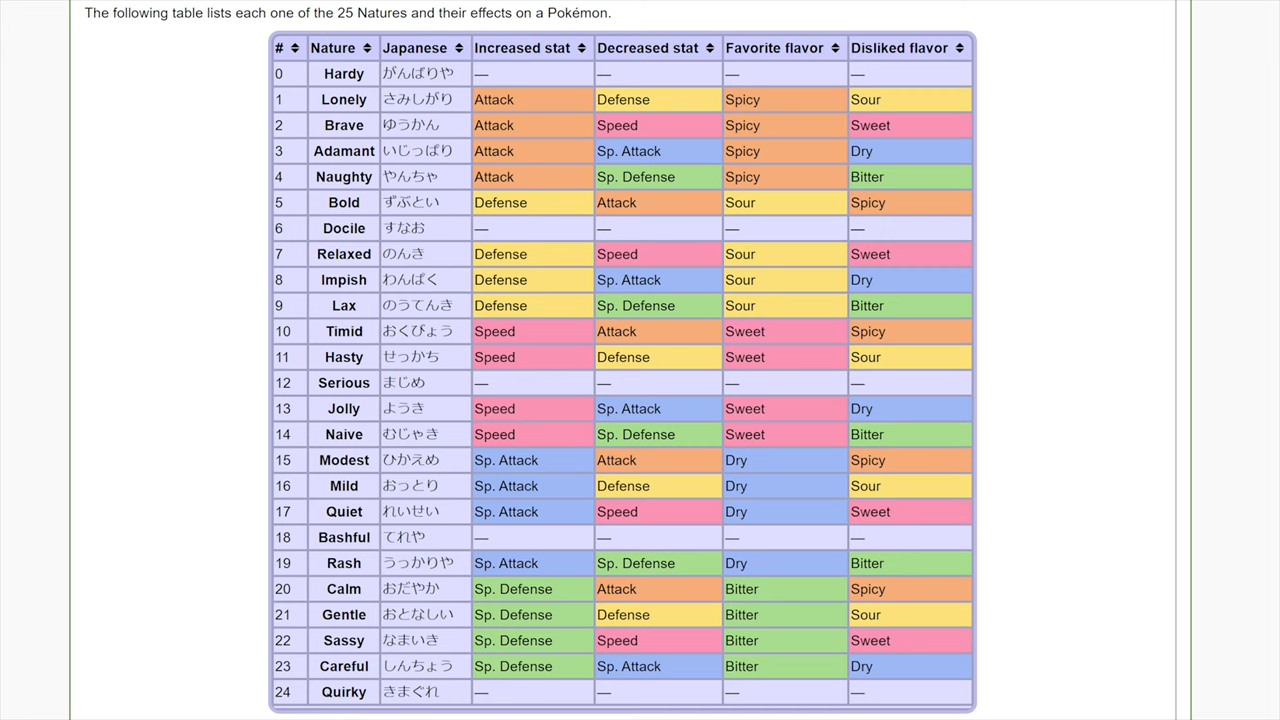 The following table lists each one of the 25 Natures and their effects on a Pokémon.
# Nature Japanese Increased stat Decreased stat Favorite flavor Disliked flavor
0 Hardy がんばりや — — — —
1 Lonely さみしがり Attack Defense Spicy Sour
2 Brave ゆうかん Attack Speed Spicy Sweet
3 Adamant いじっぱり Attack Sp. Attack Spicy Dry
4 Naughty やんちゃ Attack Sp. Defense Spicy Bitter
5 Bold ずぶとい Defense Attack Sour Spicy
6 Docile すなお — — — —
7 Relaxed のんき Defense Speed Sour Sweet
8 Impish わんぱく Defense Sp. Attack Sour Dry
9 Lax のうてんき Defense Sp. Defense Sour Bitter
10 Timid おくびょう Speed Attack Sweet Spicy
11 Hasty せっかち Speed Defense Sweet Sour
12 Serious まじめ — — — —
13 Jolly ようき Speed Sp. Attack Sweet Dry
14 Naive むじゃき Speed Sp. Defense Sweet Bitter
15 Modest ひかえめ Sp. Attack Attack Dry Spicy
16 Mild おっとり Sp. Attack Defense Dry Sour
17 Quiet れいせい Sp. Attack Speed Dry Sweet
18 Bashful てれや — — — —
19 Rash うっかりや Sp. Attack Sp. Defense Dry Bitter
20 Calm おだやか Sp. Defense Attack Bitter Spicy
21 Gentle おとなしい Sp. Defense Defense Bitter Sour
22 Sassy なまいき Sp. Defense Speed Bitter Sweet
23 Careful しんちょう Sp. Defense Sp. Attack Bitter Dry
24 Quirky きまぐれ — — — —